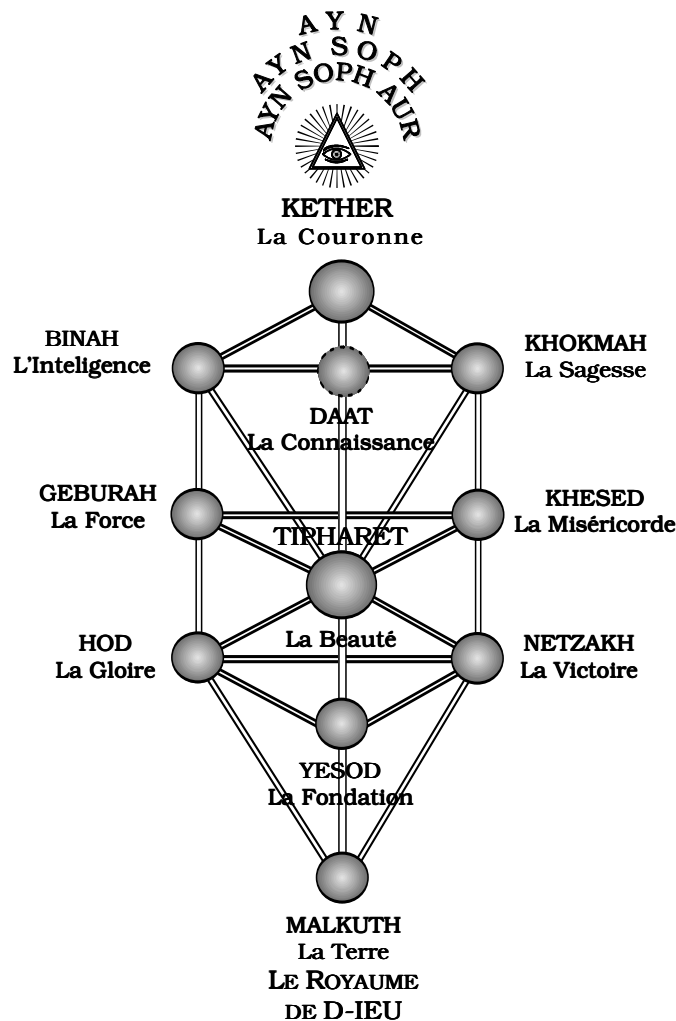 AYN
AYN SOPH
AYN SOPH AUR
KETHER
La Couronne
BINAH
L'Inteligence
KHOKMAH
La Sagesse
DAAT
La Connaissance
GEBURAH
La Force
KHESED
La Miséricorde
TIPHARET
La Beauté
HOD
La Gloire
NETZAKH
La Victoire
YESOD
La Fondation
MALKUTH
La Terre
LE ROYAUME
DE D-IEU